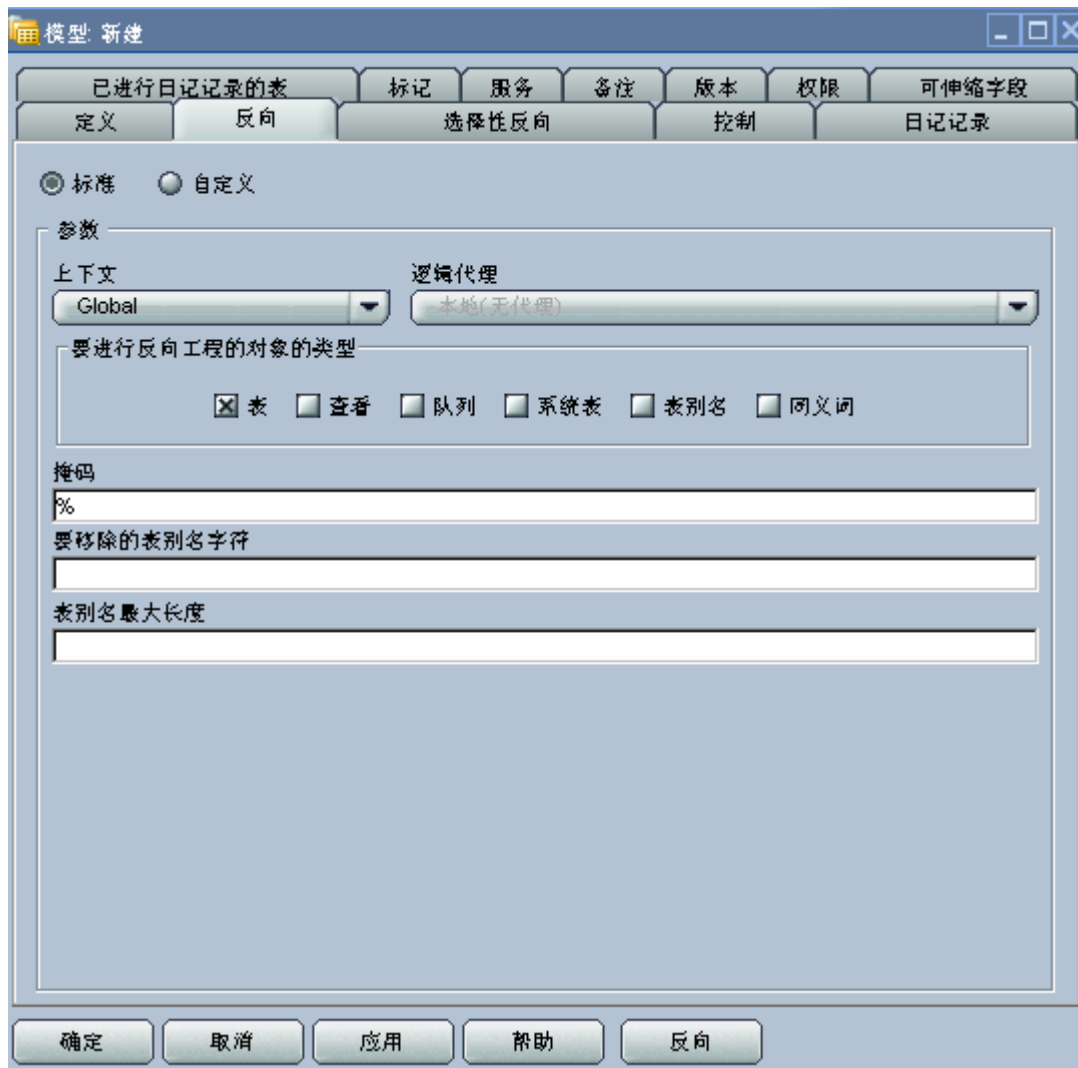 模型: 新建
已进行日记记录的表 标记 服务 备注 版本 权限 可伸缩字段
定义 反向 选择性反向 控制 日记记录
标准 自定义
参数
上下文 逻辑代理
Global 本地(无代理)
要进行反向工程的对象的类型
表 查看 队列 系统表 表别名 同义词
掩码
%
要移除的表别名字符
表别名最大长度
确定 取消 应用 帮助 反向